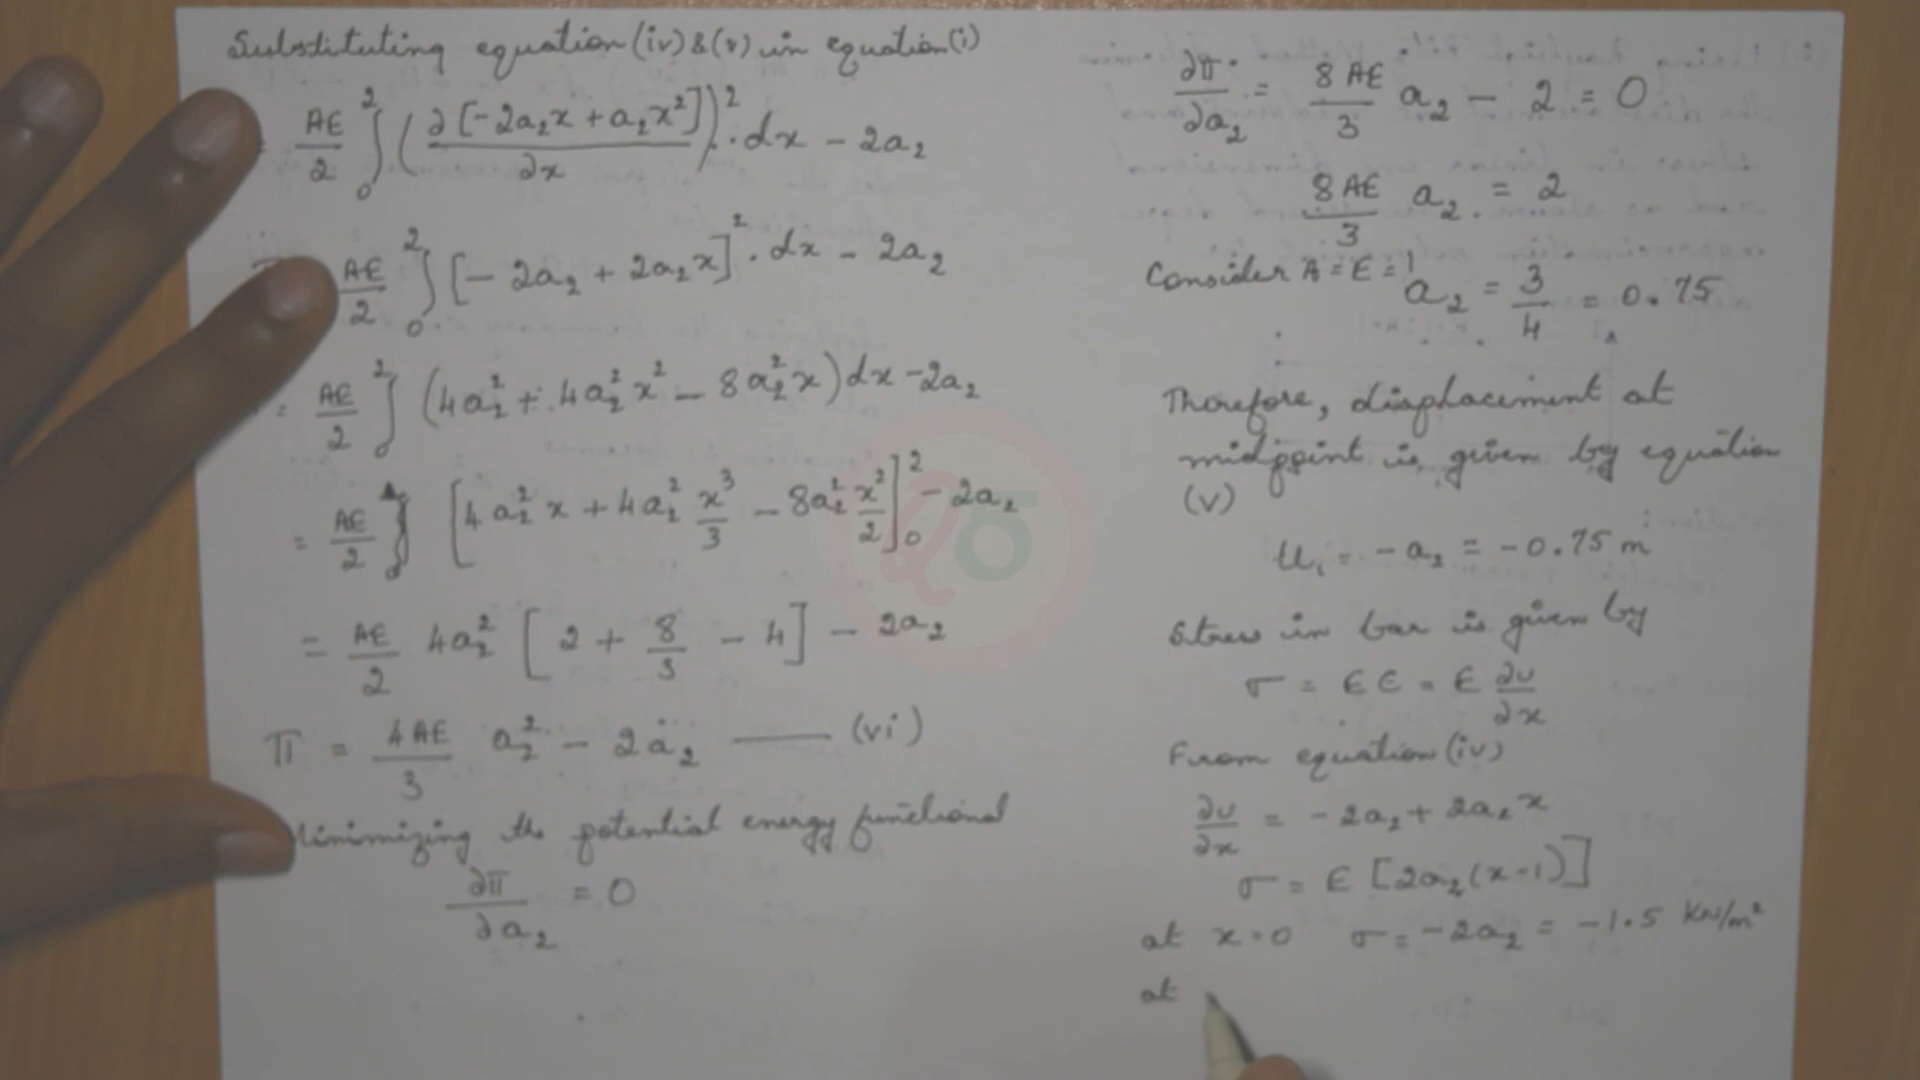 Substituting equation (iv) & (v) in equation (i)
= AE/2 ∫₀² (∂[-2a₂x + a₂x²]/∂x)² · dx - 2a₂
AE/2 ∫₀² [-2a₂ + 2a₂x]² · dx - 2a₂
= AE/2 ∫₀² (4a₂² + 4a₂²x² - 8a₂²x) dx - 2a₂
= AE/2 [4a₂²x + 4a₂² x³/3 - 8a₂² x²/2]₀² - 2a₂
= AE/2 4a₂² [2 + 8/3 - 4] - 2a₂
Π = 4AE/3 a₂² - 2a₂ —— (vi)
Minimizing the potential energy functional
∂Π/∂a₂ = 0
∂Π/∂a₂ = 8AE/3 a₂ - 2 = 0
8AE/3 a₂ = 2
Consider A = E = 1 a₂ = 3/4 = 0.75
Therefore, displacement at
midpoint is given by equation
(v)
u₁ = -a₂ = -0.75 m
Stress in bar is given by
σ = E ϵ = E ∂u/∂x
From equation (iv)
∂u/∂x = -2a₂ + 2a₂x
σ = E [2a₂(x-1)]
at x=0 σ = -2a₂ = -1.5 KN/m²
at